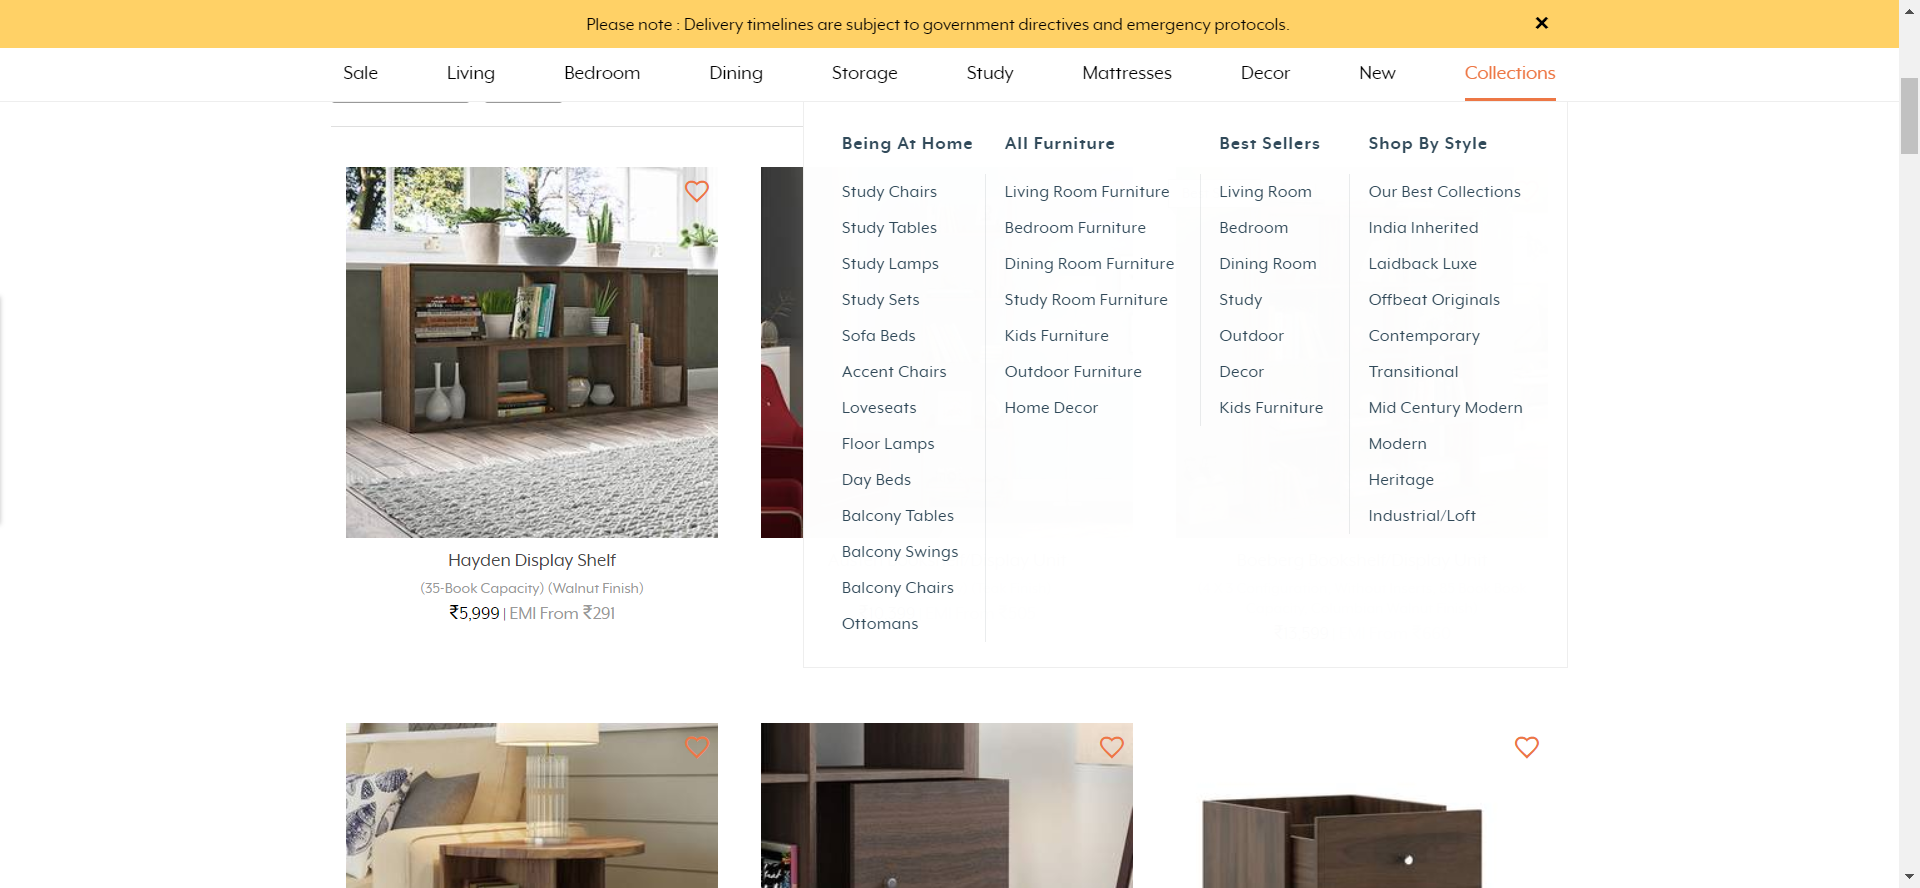 Please note : Delivery timelines are subject to government directives and emergency protocols.
Sale
Living
Bedroom
Dining
Storage
Study
Mattresses
Decor
New
Collections
Being At Home
Study Chairs
Study Tables
Study Lamps
Study Sets
Sofa Beds
Accent Chairs
Loveseats
Floor Lamps
Day Beds
Balcony Tables
Balcony Swings
Balcony Chairs
Ottomans
All Furniture
Living Room Furniture
Bedroom Furniture
Dining Room Furniture
Study Room Furniture
Kids Furniture
Outdoor Furniture
Home Decor
Best Sellers
Living Room
Bedroom
Dining Room
Study
Outdoor
Decor
Kids Furniture
Shop By Style
Our Best Collections
India Inherited
Laidback Luxe
Offbeat Originals
Contemporary
Transitional
Mid Century Modern
Modern
Heritage
Industrial/Loft
Hayden Display Shelf
(35-Book Capacity) (Walnut Finish)
₹5,999 | EMI From ₹291